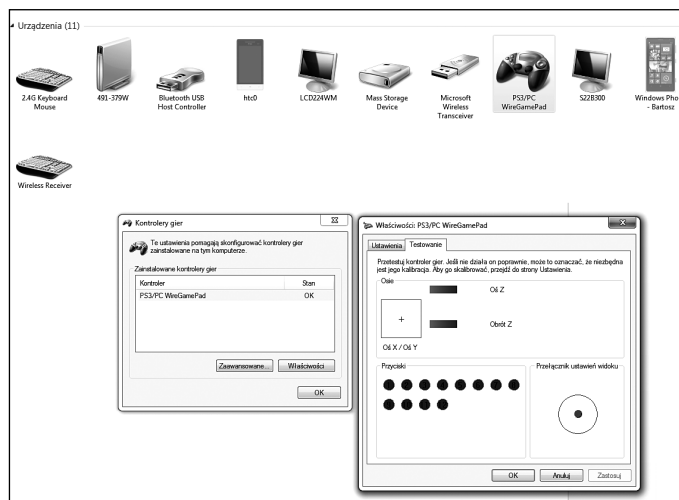 Urządzenia (11)
2.4G Keyboard
Mouse
491-379W
Bluetooth USB
Host Controller
htc0
LCD224WM
Mass Storage
Device
Microsoft
Wireless
Transceiver
PS3/PC
WireGamePad
S22B300
Windows Pho
- Bartosz
Wireless Receiver
Kontrolery gier
Te ustawienia pomagają skonfigurować kontrolery gier
zainstalowane na tym komputerze.
Zainstalowane kontrolery gier
Kontroler Stan
PS3/PC WireGamePad OK
Zaawansowane... Właściwości
OK
Właściwości: PS3/PC WireGamePad
Ustawienia Testowanie
Przetestuj kontroler gier. Jeśli nie działa on poprawnie, może to oznaczać, że niezbędna
jest jego kalibracja. Aby go skalibrować, przejdź do strony Ustawienia.
Osie
Oś Z
Obrót Z
Oś X / Oś Y
Przyciski
Przełącznik ustawień widoku
OK Anuluj Zastosuj